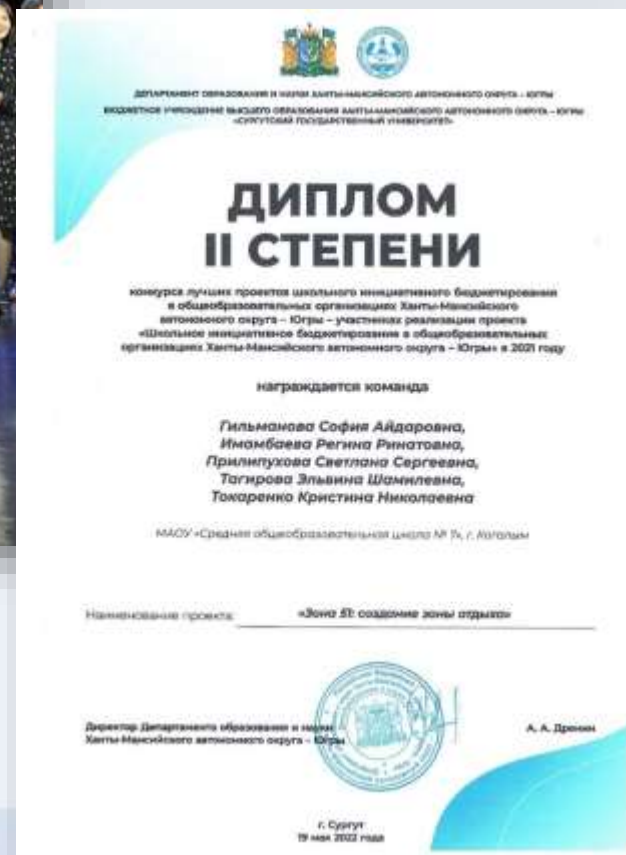 ДЕПАРТАМЕНТ ОБРАЗОВАНИЯ И НАУКИ ХАНТЫ-МАНСИЙСКОГО АВТОНОМНОГО ОКРУГА – ЮГРЫ
БЮДЖЕТНОЕ УЧРЕЖДЕНИЕ ВЫСШЕГО ОБРАЗОВАНИЯ ХАНТЫ-МАНСИЙСКОГО АВТОНОМНОГО ОКРУГА – ЮГРЫ
«СУРГУТСКИЙ ГОСУДАРСТВЕННЫЙ УНИВЕРСИТЕТ»
ДИПЛОМ
II СТЕПЕНИ
конкурса лучших проектов школьного инициативного бюджетирования
в общеобразовательных организациях Ханты-Мансийского
автономного округа – Югры – участниках реализации проекта
«Школьное инициативное бюджетирование в общеобразовательных
организациях Ханты-Мансийского автономного округа – Югры» в 2021 году
награждается команда
Гильманова София Айдаровна,
Имамбаева Регина Ринатовна,
Прилипухова Светлана Сергеевна,
Тагирова Эльвина Шамилевна,
Токаренко Кристина Николаевна
МАОУ «Средняя общеобразовательная школа № г. Когалым
Наименование проекта: «Зона 51: создание зоны отдыха»
Директор Департамента образования и науки
Ханты-Мансийского автономного округа – Югры
А. А. Дренин
г. Сургут
19 мая 2022 года